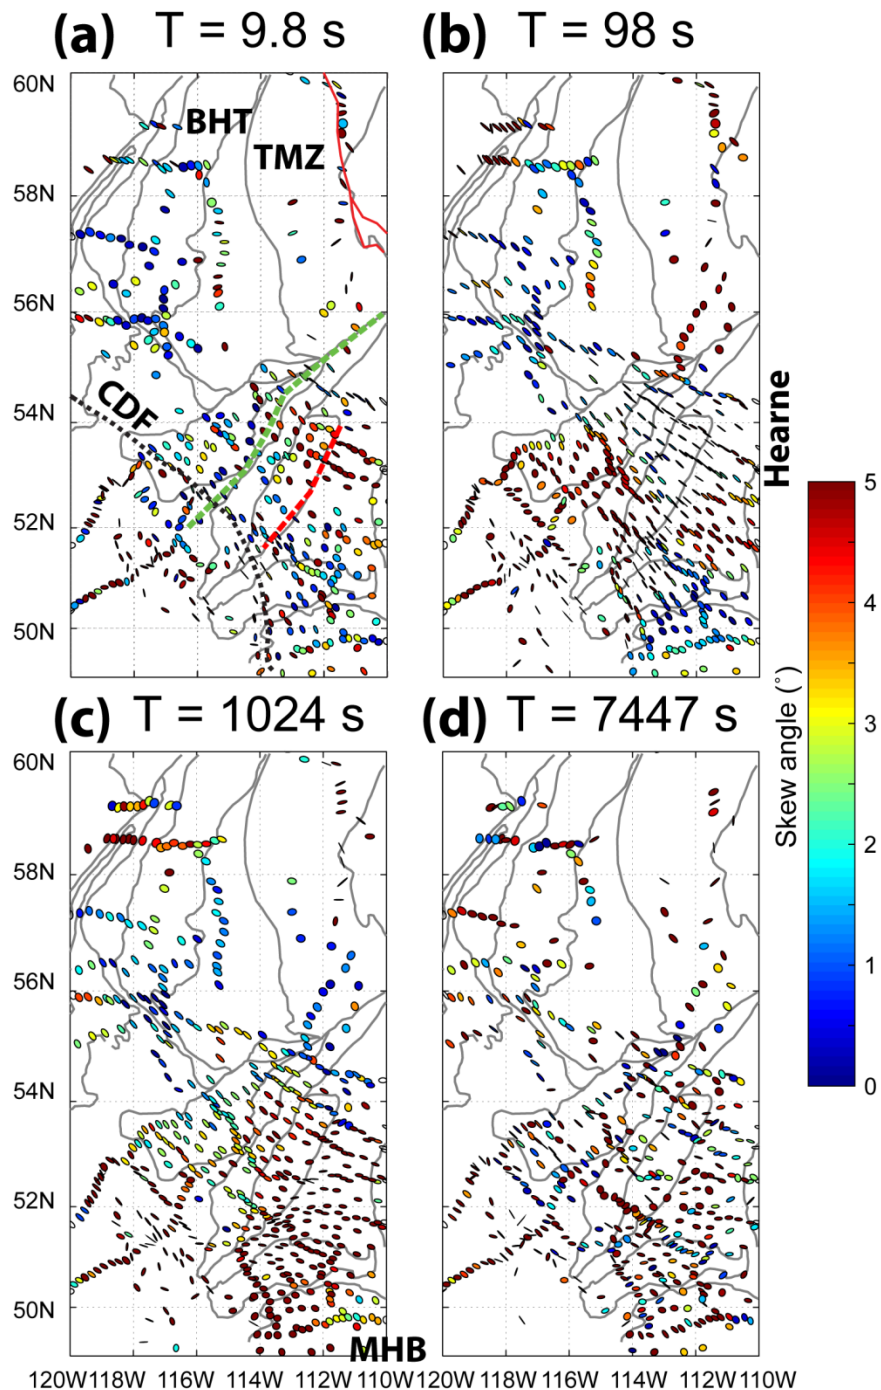 (a) T = 9.8 s
(b) T = 98 s
60N
58N
56N
54N
52N
50N
BHT
TMZ
CDF
Hearne
5
4
3
2
1
0
Skew angle (°)
(c) T = 1024 s
(d) T = 7447 s
60N
58N
56N
54N
52N
50N
MHB
120W 118W 116W 114W 112W 110W
120W 118W 116W 114W 112W 110W